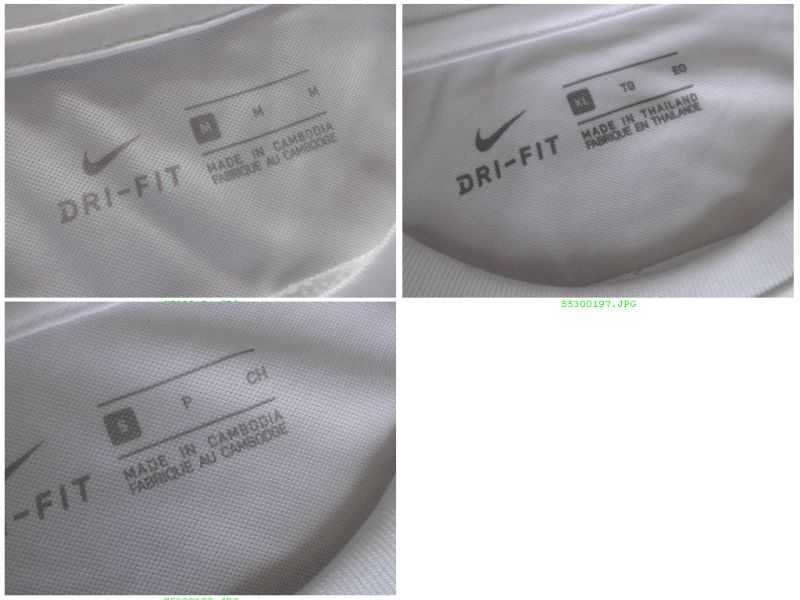 M M M
MADE IN CAMBODIA
FABRIQUE AU CAMBODGE
DRI-FIT
XL TG EG
MADE IN THAILAND
FABRIQUE EN THAILANDE
DRI-FIT
55300197.JPG
S P CH
MADE IN CAMBODIA
FABRIQUE AU CAMBODGE
-FIT